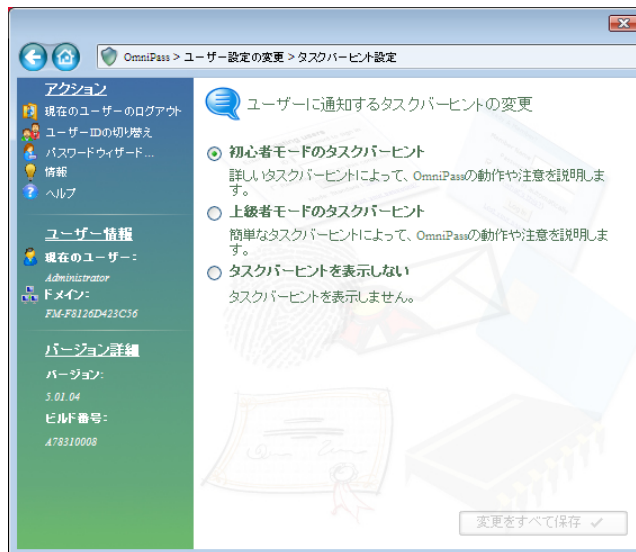 OmniPass > ユーザー設定の変更 > タスクバーヒント設定
アクション
現在のユーザーのログアウト
ユーザーIDの切り替え
パスワードウィザード...
情報
ヘルプ
ユーザー情報
現在のユーザー:
Administrator
ドメイン:
FM-F8126D423C56
バージョン詳細
バージョン:
5.01.04
ビルド番号:
A78310008
ユーザーに通知するタスクバーヒントの変更
初心者モードのタスクバーヒント
詳しいタスクバーヒントによって、OmniPassの動作や注意を説明しま
す。
上級者モードのタスクバーヒント
簡単なタスクバーヒントによって、OmniPassの動作や注意を説明しま
す。
タスクバーヒントを表示しない
タスクバーヒントを表示しません。
変更をすべて保存